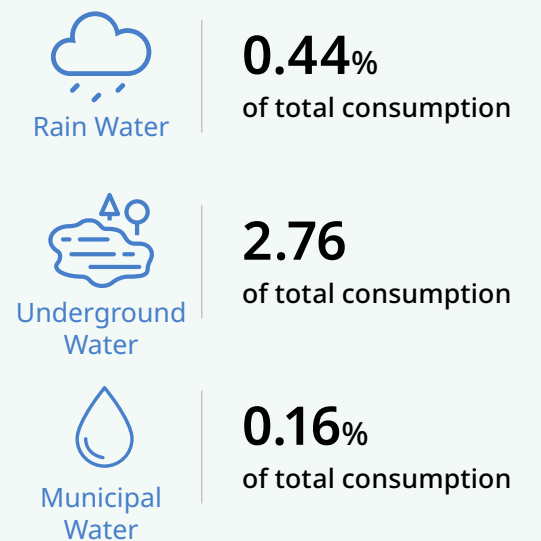 0.44%
of total consumption
Rain Water
2.76
of total consumption
Underground
Water
0.16%
of total consumption
Municipal
Water